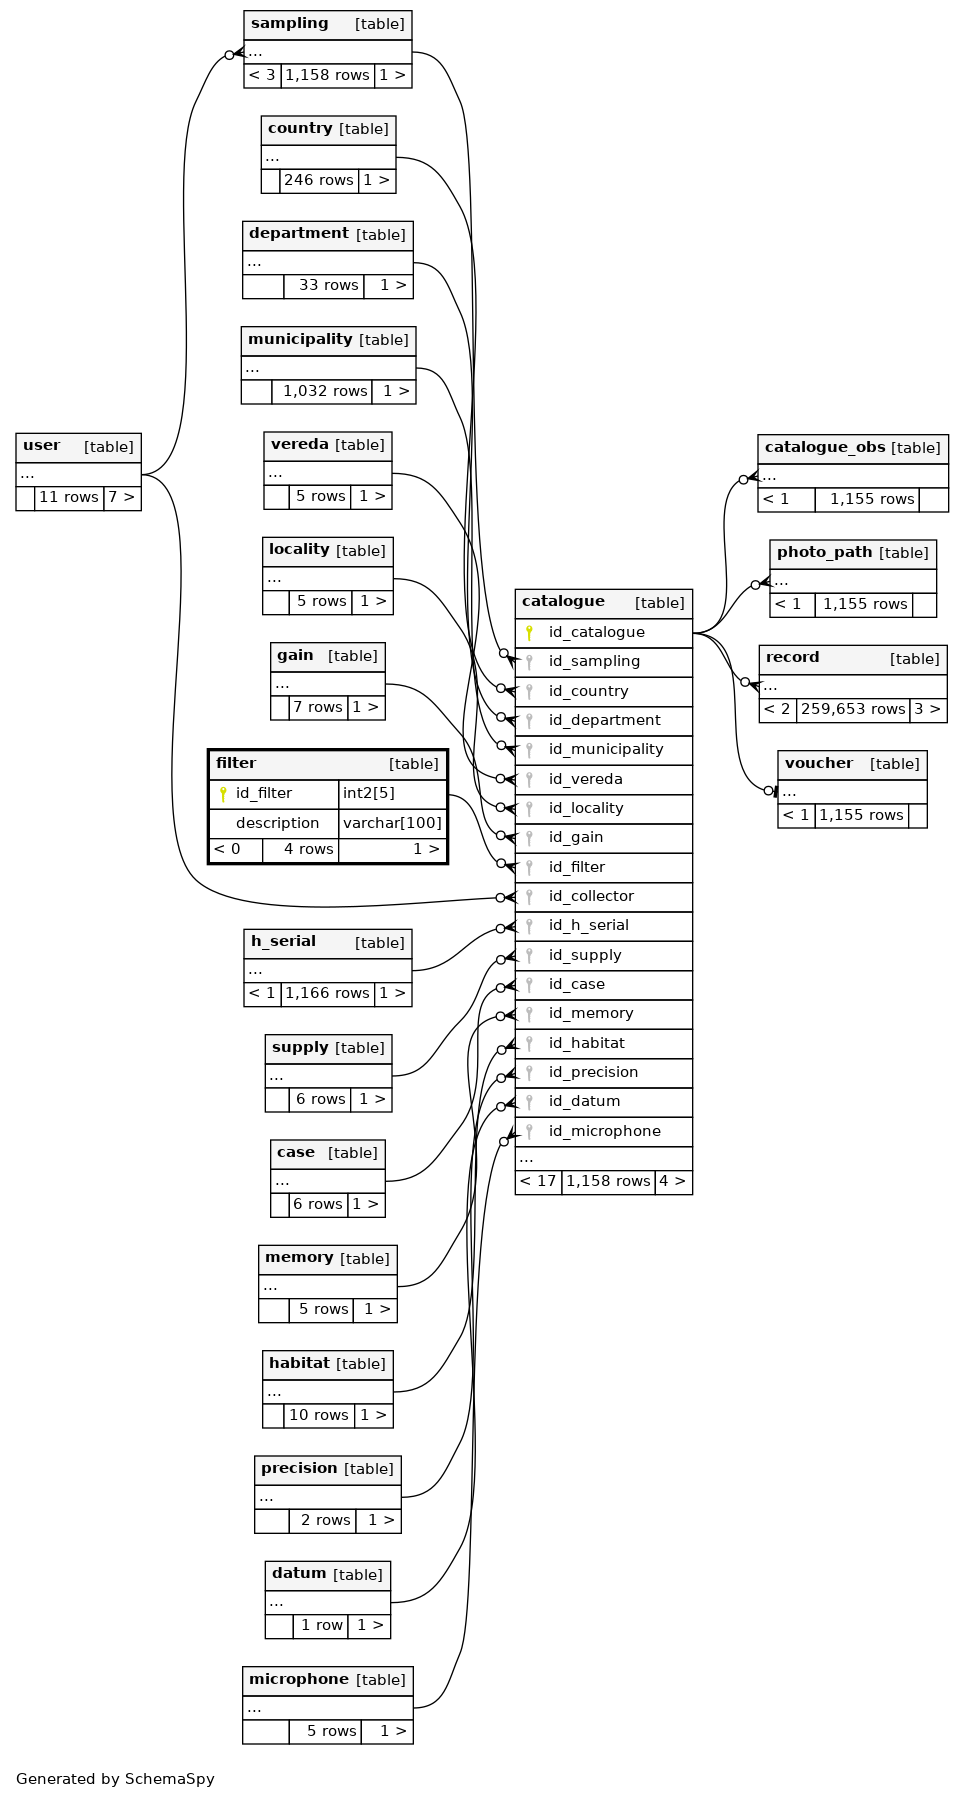 sampling [table]
...
< 3 1,158 rows 1 >
country [table]
...
246 rows 1 >
department [table]
...
33 rows 1 >
municipality [table]
...
1,032 rows 1 >
vereda [table]
...
5 rows 1 >
user [table]
...
11 rows 7 >
locality [table]
...
5 rows 1 >
gain [table]
...
7 rows 1 >
filter [table]
id_filter int2[5]
description varchar[100]
< 0 4 rows 1 >
h_serial [table]
...
< 1 1,166 rows 1 >
supply [table]
...
6 rows 1 >
case [table]
...
6 rows 1 >
memory [table]
...
5 rows 1 >
habitat [table]
...
10 rows 1 >
precision [table]
...
2 rows 1 >
datum [table]
...
1 row 1 >
microphone [table]
...
5 rows 1 >
catalogue [table]
id_catalogue
id_sampling
id_country
id_department
id_municipality
id_vereda
id_locality
id_gain
id_filter
id_collector
id_h_serial
id_supply
id_case
id_memory
id_habitat
id_precision
id_datum
id_microphone
...
< 17 1,158 rows 4 >
catalogue_obs [table]
...
< 1 1,155 rows
photo_path [table]
...
< 1 1,155 rows
record [table]
...
< 2 259,653 rows 3 >
voucher [table]
...
< 1 1,155 rows
Generated by SchemaSpy